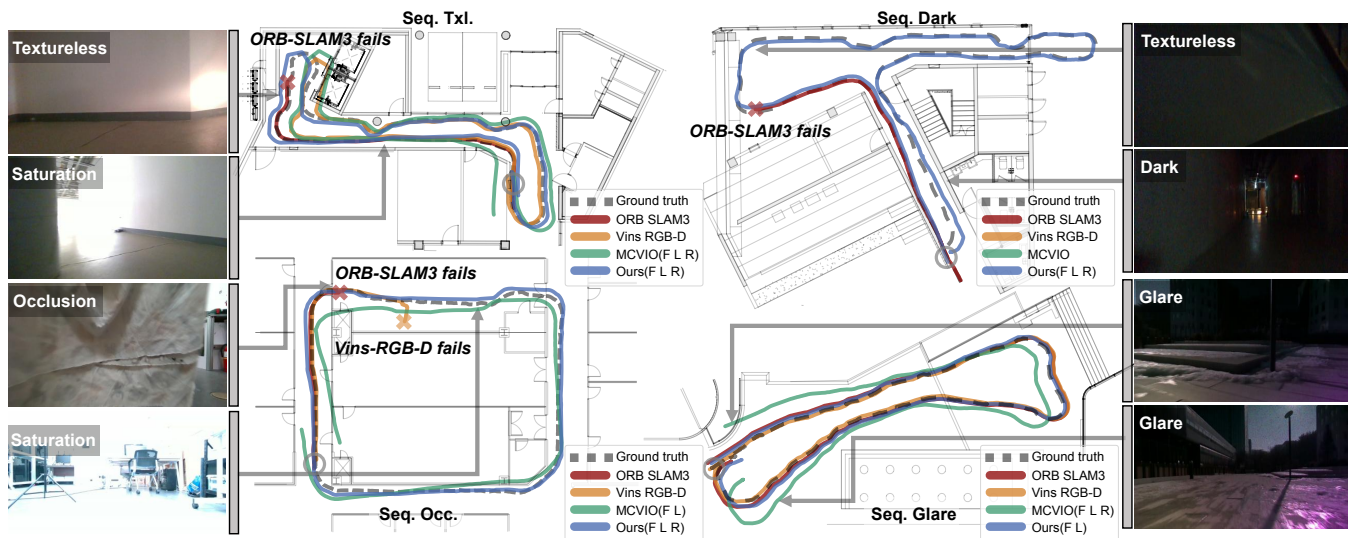 Seq. Txl.
ORB-SLAM3 fails
Textureless
Saturation
Ground truth
ORB SLAM3
Vins RGB-D
MCVIO(F L R)
Ours(F L R)
Seq. Dark
ORB-SLAM3 fails
Textureless
Dark
Ground truth
ORB SLAM3
Vins RGB-D
MCVIO
Ours(F L R)
Occlusion
Saturation
ORB-SLAM3 fails
Vins-RGB-D fails
Seq. Occ.
Ground truth
ORB SLAM3
Vins RGB-D
MCVIO(F L)
Ours(F L R)
Glare
Glare
Seq. Glare
Ground truth
ORB SLAM3
Vins RGB-D
MCVIO(F L R)
Ours(F L)